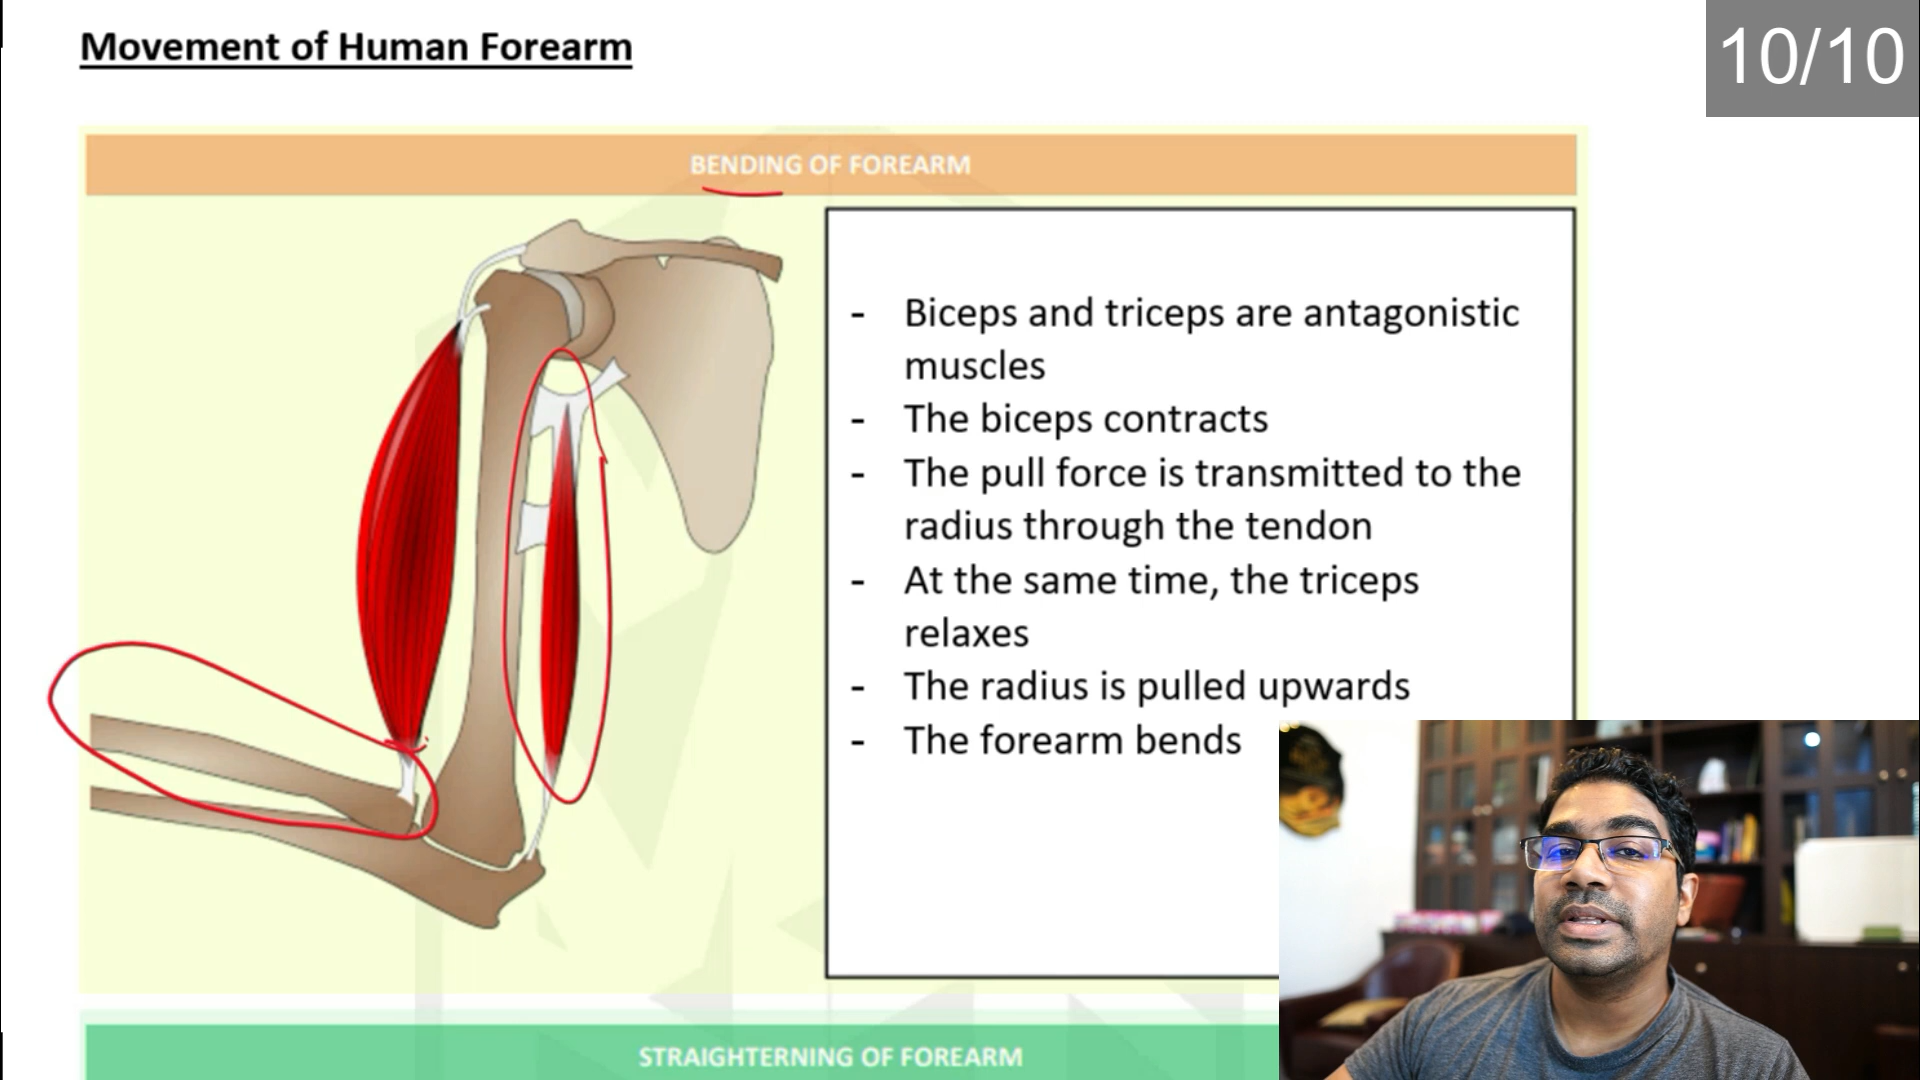 Movement of Human Forearm
10/10
BENDING OF FOREARM
- Biceps and triceps are antagonistic
muscles
- The biceps contracts
- The pull force is transmitted to the
radius through the tendon
- At the same time, the triceps
relaxes
- The radius is pulled upwards
- The forearm bends
STRAIGHTERNING OF FOREARM